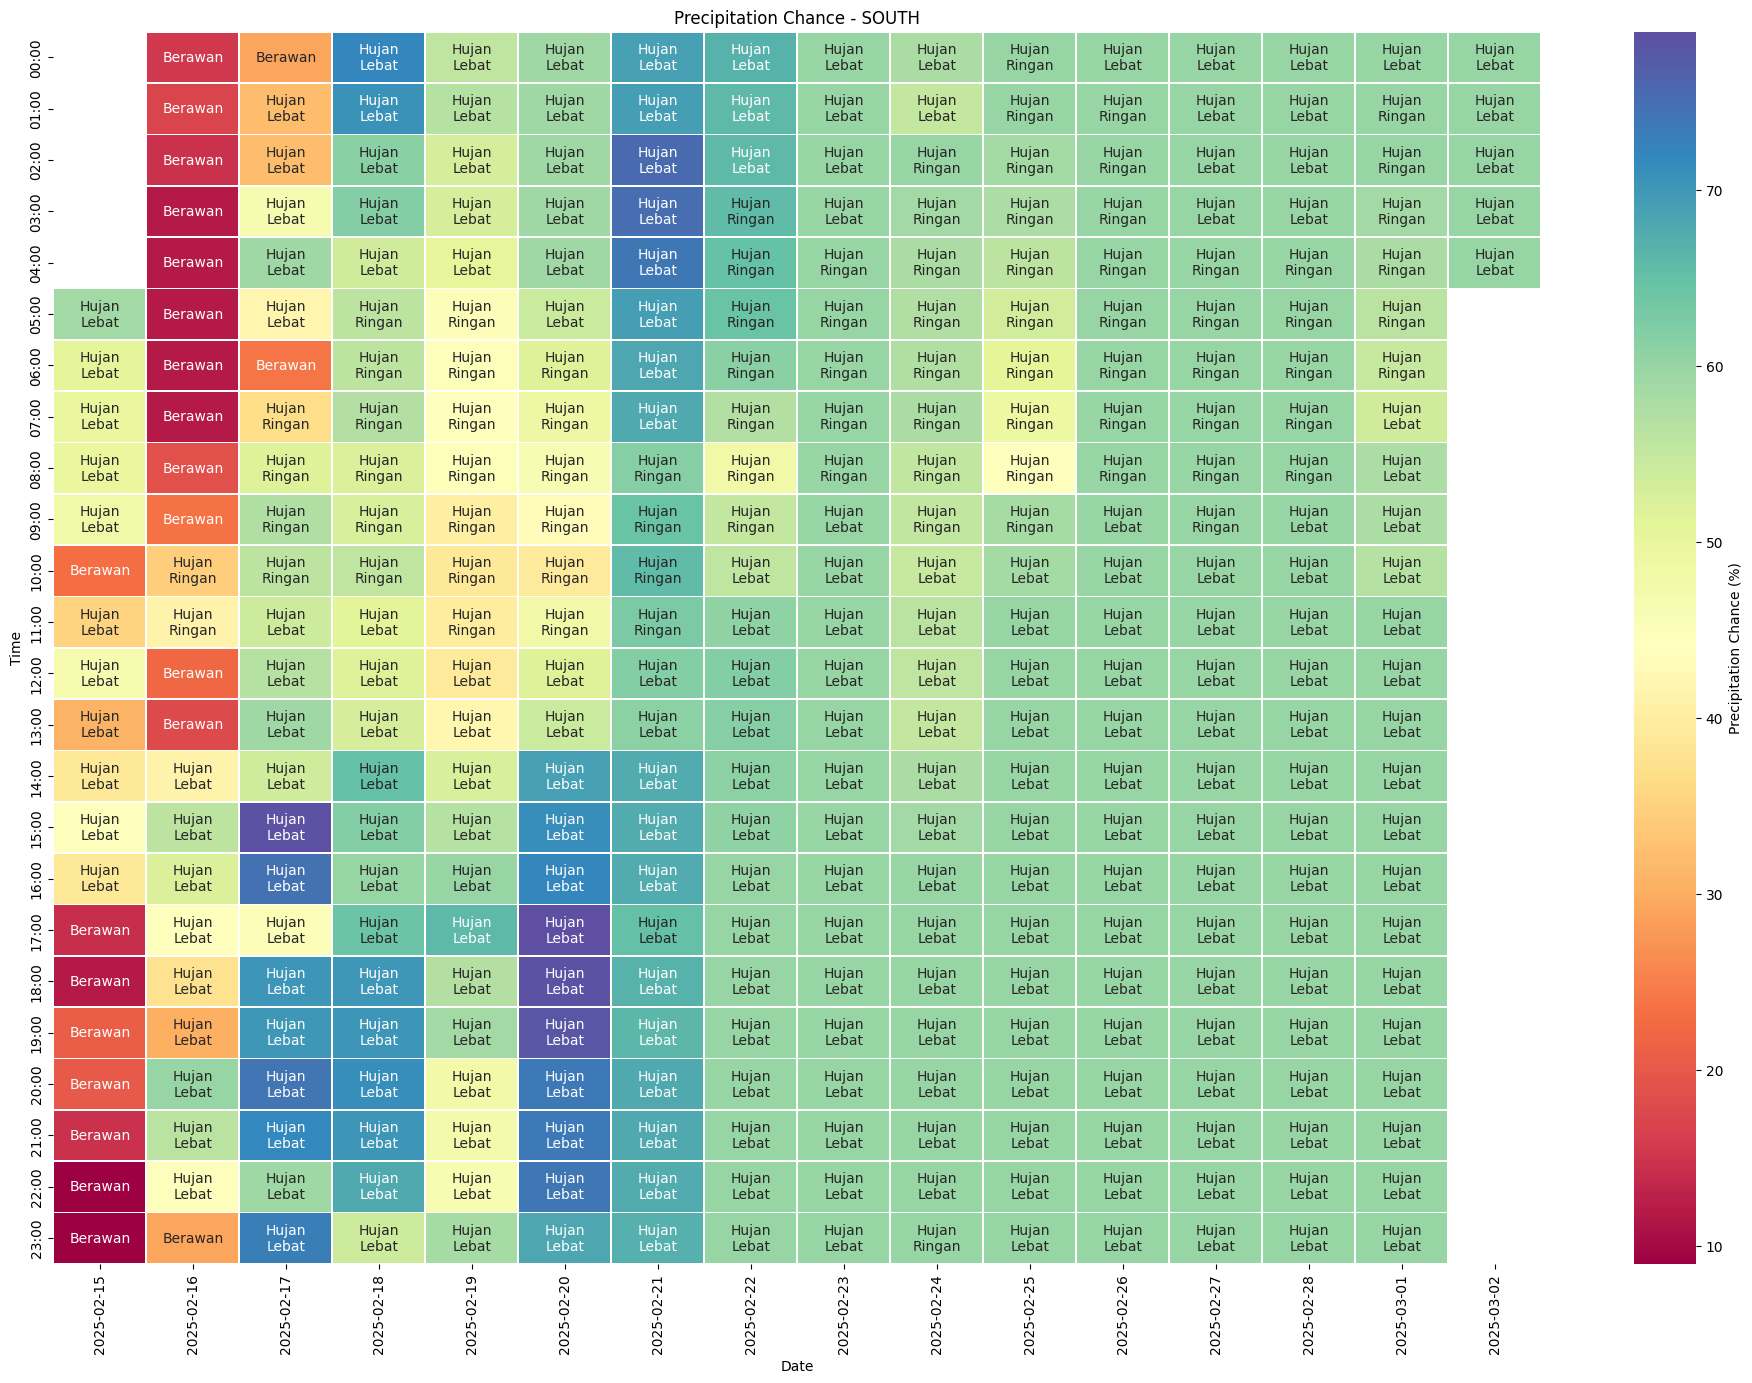 Precipitation Chance - SOUTH
00:00 Berawan Berawan Hujan Lebat Hujan Lebat Hujan Lebat Hujan Lebat Hujan Lebat Hujan Lebat Hujan Lebat Hujan Ringan Hujan Lebat Hujan Lebat Hujan Lebat Hujan Lebat Hujan Lebat
01:00 Berawan Hujan Lebat Hujan Lebat Hujan Lebat Hujan Lebat Hujan Lebat Hujan Lebat Hujan Lebat Hujan Lebat Hujan Ringan Hujan Ringan Hujan Lebat Hujan Lebat Hujan Ringan Hujan Lebat
02:00 Berawan Hujan Lebat Hujan Lebat Hujan Lebat Hujan Lebat Hujan Lebat Hujan Lebat Hujan Lebat Hujan Ringan Hujan Ringan Hujan Ringan Hujan Lebat Hujan Lebat Hujan Ringan Hujan Lebat
03:00 Berawan Hujan Lebat Hujan Lebat Hujan Lebat Hujan Lebat Hujan Lebat Hujan Ringan Hujan Lebat Hujan Ringan Hujan Ringan Hujan Ringan Hujan Lebat Hujan Lebat Hujan Ringan Hujan Lebat
04:00 Berawan Hujan Lebat Hujan Lebat Hujan Lebat Hujan Lebat Hujan Lebat Hujan Ringan Hujan Ringan Hujan Ringan Hujan Ringan Hujan Ringan Hujan Ringan Hujan Ringan Hujan Ringan Hujan Lebat
05:00 Hujan Lebat Berawan Hujan Lebat Hujan Ringan Hujan Ringan Hujan Lebat Hujan Lebat Hujan Ringan Hujan Ringan Hujan Ringan Hujan Ringan Hujan Ringan Hujan Ringan Hujan Ringan Hujan Ringan
06:00 Hujan Lebat Berawan Berawan Hujan Ringan Hujan Ringan Hujan Ringan Hujan Lebat Hujan Ringan Hujan Ringan Hujan Ringan Hujan Ringan Hujan Ringan Hujan Ringan Hujan Ringan Hujan Ringan
07:00 Hujan Lebat Berawan Hujan Ringan Hujan Ringan Hujan Ringan Hujan Ringan Hujan Lebat Hujan Ringan Hujan Ringan Hujan Ringan Hujan Ringan Hujan Ringan Hujan Ringan Hujan Ringan Hujan Lebat
08:00 Hujan Lebat Berawan Hujan Ringan Hujan Ringan Hujan Ringan Hujan Ringan Hujan Ringan Hujan Ringan Hujan Ringan Hujan Ringan Hujan Ringan Hujan Ringan Hujan Ringan Hujan Ringan Hujan Lebat
09:00 Hujan Lebat Berawan Hujan Ringan Hujan Ringan Hujan Ringan Hujan Ringan Hujan Ringan Hujan Ringan Hujan Lebat Hujan Ringan Hujan Ringan Hujan Lebat Hujan Ringan Hujan Lebat Hujan Lebat
10:00 Berawan Hujan Ringan Hujan Ringan Hujan Ringan Hujan Ringan Hujan Ringan Hujan Ringan Hujan Lebat Hujan Lebat Hujan Lebat Hujan Lebat Hujan Lebat Hujan Lebat Hujan Lebat Hujan Lebat
11:00 Hujan Lebat Hujan Ringan Hujan Lebat Hujan Lebat Hujan Ringan Hujan Ringan Hujan Ringan Hujan Lebat Hujan Lebat Hujan Lebat Hujan Lebat Hujan Lebat Hujan Lebat Hujan Lebat Hujan Lebat
12:00 Hujan Lebat Berawan Hujan Lebat Hujan Lebat Hujan Lebat Hujan Lebat Hujan Lebat Hujan Lebat Hujan Lebat Hujan Lebat Hujan Lebat Hujan Lebat Hujan Lebat Hujan Lebat Hujan Lebat
13:00 Hujan Lebat Berawan Hujan Lebat Hujan Lebat Hujan Lebat Hujan Lebat Hujan Lebat Hujan Lebat Hujan Lebat Hujan Lebat Hujan Lebat Hujan Lebat Hujan Lebat Hujan Lebat Hujan Lebat
14:00 Hujan Lebat Hujan Lebat Hujan Lebat Hujan Lebat Hujan Lebat Hujan Lebat Hujan Lebat Hujan Lebat Hujan Lebat Hujan Lebat Hujan Lebat Hujan Lebat Hujan Lebat Hujan Lebat Hujan Lebat
15:00 Hujan Lebat Hujan Lebat Hujan Lebat Hujan Lebat Hujan Lebat Hujan Lebat Hujan Lebat Hujan Lebat Hujan Lebat Hujan Lebat Hujan Lebat Hujan Lebat Hujan Lebat Hujan Lebat Hujan Lebat
16:00 Hujan Lebat Hujan Lebat Hujan Lebat Hujan Lebat Hujan Lebat Hujan Lebat Hujan Lebat Hujan Lebat Hujan Lebat Hujan Lebat Hujan Lebat Hujan Lebat Hujan Lebat Hujan Lebat Hujan Lebat
17:00 Berawan Hujan Lebat Hujan Lebat Hujan Lebat Hujan Lebat Hujan Lebat Hujan Lebat Hujan Lebat Hujan Lebat Hujan Lebat Hujan Lebat Hujan Lebat Hujan Lebat Hujan Lebat Hujan Lebat
18:00 Berawan Hujan Lebat Hujan Lebat Hujan Lebat Hujan Lebat Hujan Lebat Hujan Lebat Hujan Lebat Hujan Lebat Hujan Lebat Hujan Lebat Hujan Lebat Hujan Lebat Hujan Lebat Hujan Lebat
19:00 Berawan Hujan Lebat Hujan Lebat Hujan Lebat Hujan Lebat Hujan Lebat Hujan Lebat Hujan Lebat Hujan Lebat Hujan Lebat Hujan Lebat Hujan Lebat Hujan Lebat Hujan Lebat Hujan Lebat
20:00 Berawan Hujan Lebat Hujan Lebat Hujan Lebat Hujan Lebat Hujan Lebat Hujan Lebat Hujan Lebat Hujan Lebat Hujan Lebat Hujan Lebat Hujan Lebat Hujan Lebat Hujan Lebat Hujan Lebat
21:00 Berawan Hujan Lebat Hujan Lebat Hujan Lebat Hujan Lebat Hujan Lebat Hujan Lebat Hujan Lebat Hujan Lebat Hujan Lebat Hujan Lebat Hujan Lebat Hujan Lebat Hujan Lebat Hujan Lebat
22:00 Berawan Hujan Lebat Hujan Lebat Hujan Lebat Hujan Lebat Hujan Lebat Hujan Lebat Hujan Lebat Hujan Lebat Hujan Lebat Hujan Lebat Hujan Lebat Hujan Lebat Hujan Lebat Hujan Lebat
23:00 Berawan Berawan Hujan Lebat Hujan Lebat Hujan Lebat Hujan Lebat Hujan Lebat Hujan Lebat Hujan Lebat Hujan Ringan Hujan Lebat Hujan Lebat Hujan Lebat Hujan Lebat Hujan Lebat
Time
2025-02-15
2025-02-16
2025-02-17
2025-02-18
2025-02-19
2025-02-20
2025-02-21
2025-02-22
2025-02-23
2025-02-24
2025-02-25
2025-02-26
2025-02-27
2025-02-28
2025-03-01
2025-03-02
Date
70
60
50
40
30
20
10
Precipitation Chance (%)